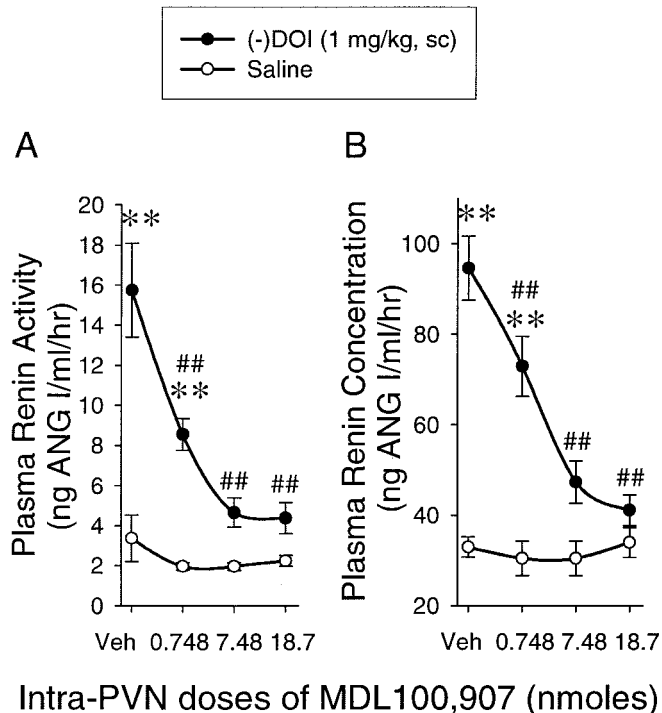 (-)DOI (1 mg/kg, sc)
Saline
A
Plasma Renin Activity
(ng ANG I/ml/hr)
20
18
16
14
12
10
8
6
4
2
0
**
##
**
##
##
Veh 0.748 7.48 18.7
B
Plasma Renin Concentration
(ng ANG I/ml/hr)
100
80
60
40
20
**
##
**
##
##
Veh 0.748 7.48 18.7
Intra-PVN doses of MDL100,907 (nmoles)